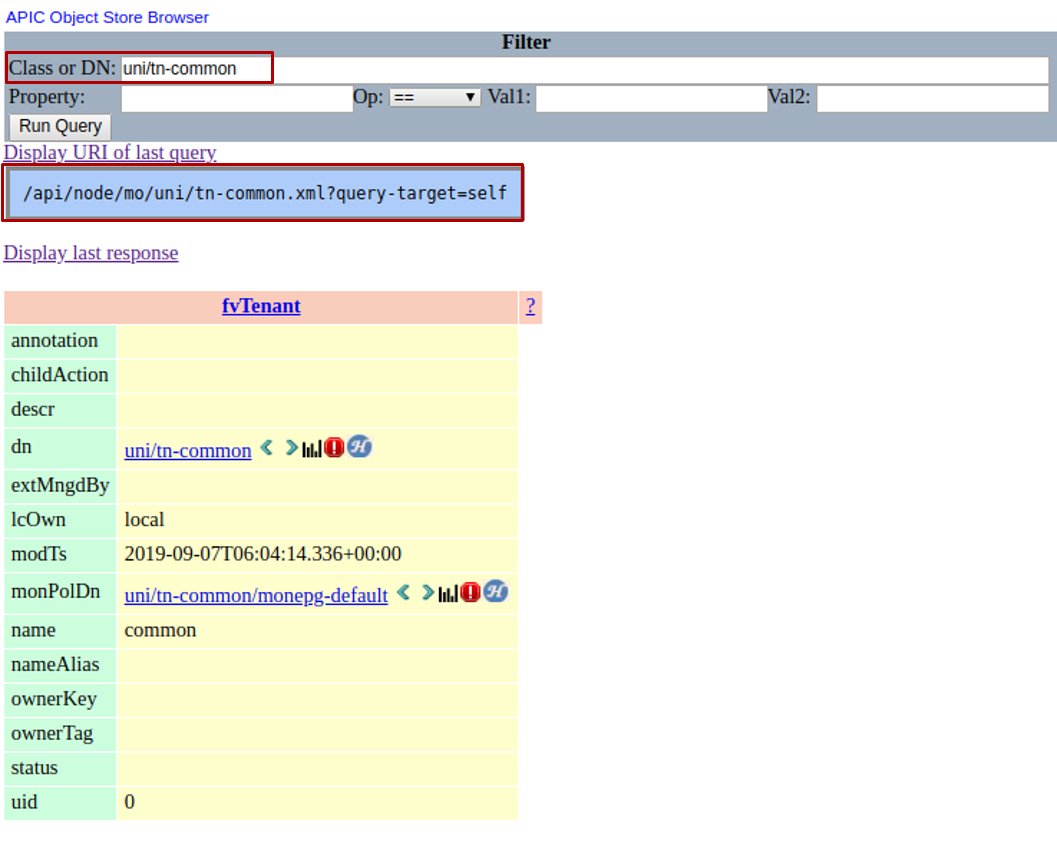 APIC Object Store Browser
Filter
Class or DN: uni/tn-common
Property: Op: == Val1: Val2:
Run Query
Display URI of last query
/api/node/mo/uni/tn-common.xml?query-target=self
Display last response
fvTenant ?
annotation
childAction
descr
dn uni/tn-common
extMngdBy
lcOwn local
modTs 2019-09-07T06:04:14.336+00:00
monPolDn uni/tn-common/monepg-default
name common
nameAlias
ownerKey
ownerTag
status
uid 0